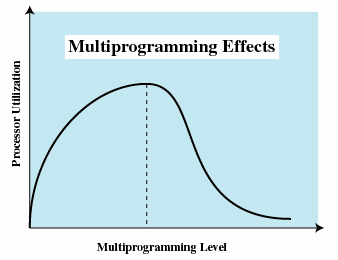 Multiprogramming Effects
Processor Utilization
Multiprogramming Level